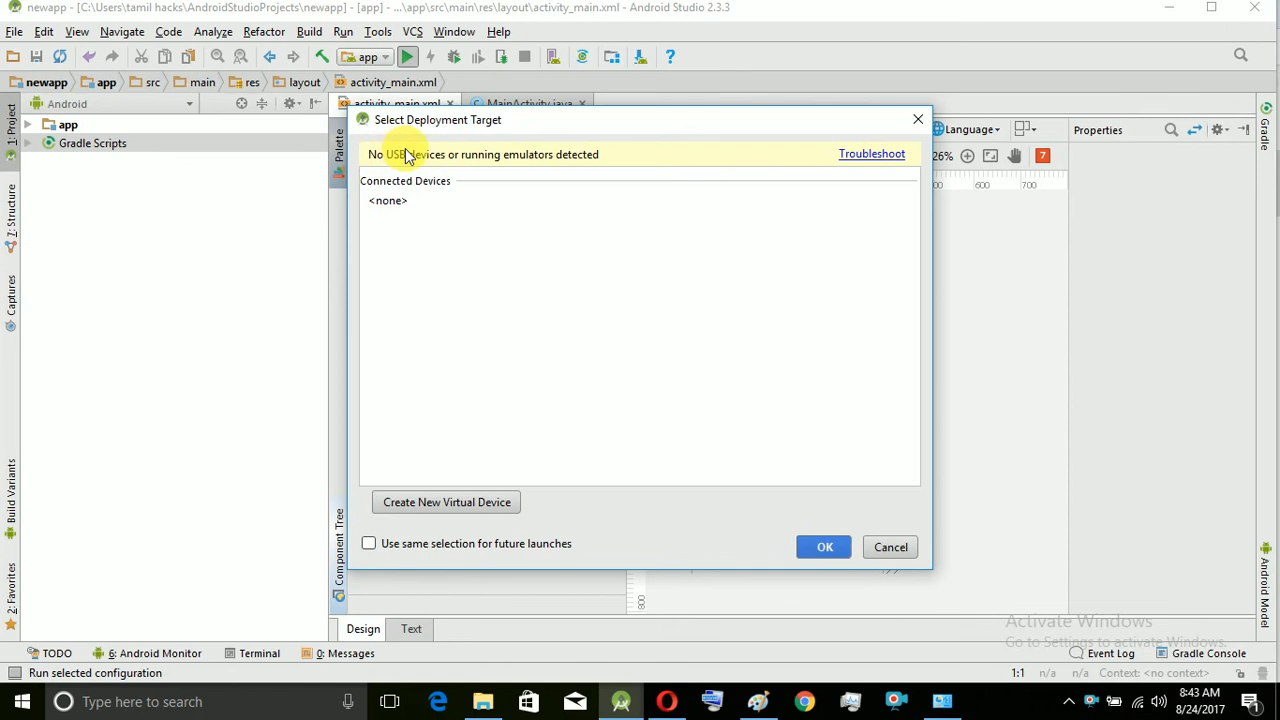 newapp - [C:\Users\tamil hacks\AndroidStudioProjects\newapp] - [app] - ...\app\src\main\res\layout\activity_main.xml - Android Studio 2.3.3
File Edit View Navigate Code Analyze Refactor Build Run Tools VCS Window Help
app
newapp app src main res layout activity_main.xml
Android
activity_main.xml MainActivity.java
1: Project
app
Gradle Scripts
7: Structure
Captures
Build Variants
2: Favorites
Palette
Component Tree
Select Deployment Target
No USB devices or running emulators detected Troubleshoot
Connected Devices
<none>
Create New Virtual Device
Use same selection for future launches
OK Cancel
Language
Properties
26% 7
600 700
800
Gradle
Android Model
Design Text
Activate Windows
Go to Settings to activate Windows.
TODO 6: Android Monitor Terminal 0: Messages Event Log Gradle Console
Run selected configuration 1:1 n/a n/a Context: <no context>
Type here to search
8:43 AM
8/24/2017
1